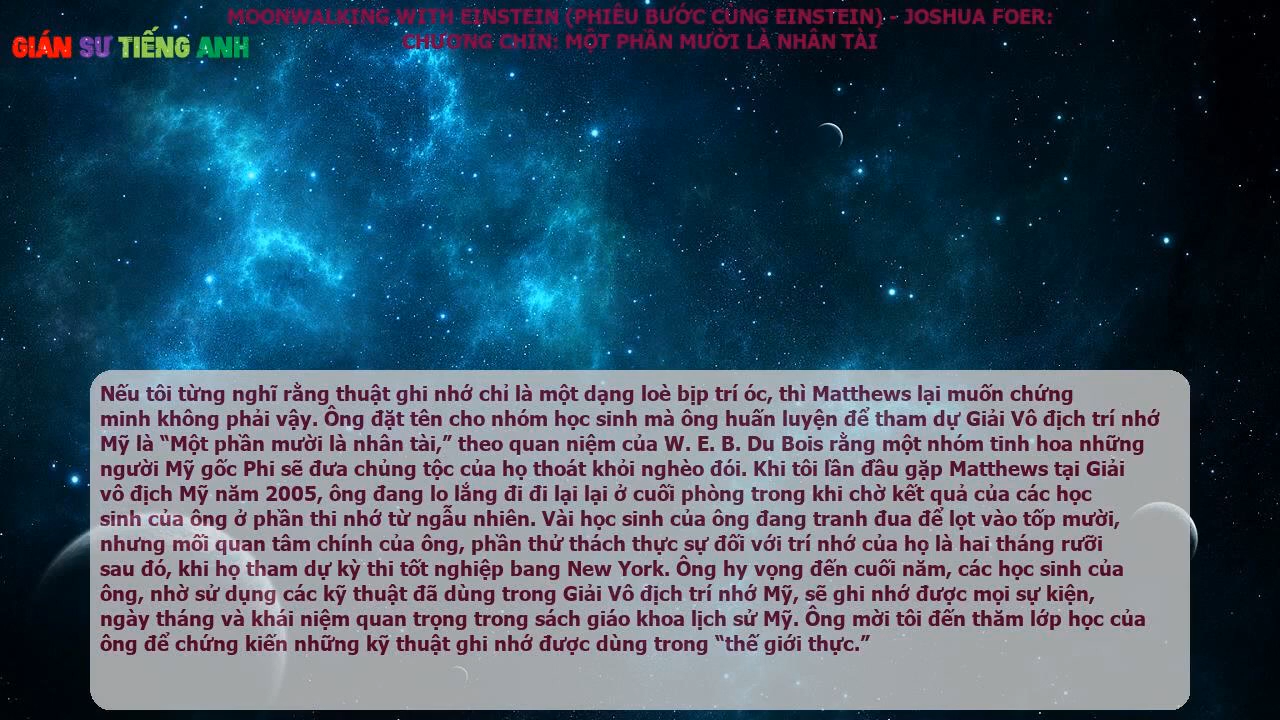 MOONWALKING WITH EINSTEIN (PHIÊU BƯỚC CÙNG EINSTEIN) - JOSHUA FOER:
CHƯƠNG CHÍN: MỘT PHẦN MƯỜI LÀ NHÂN TÀI
GIÁN SƯ TIẾNG ANH
Nếu tôi từng nghĩ rằng thuật ghi nhớ chỉ là một dạng loè bịp trí óc, thì Matthews lại muốn chứng
minh không phải vậy. Ông đặt tên cho nhóm học sinh mà ông huấn luyện để tham dự Giải Vô địch trí nhớ
Mỹ là “Một phần mười là nhân tài,” theo quan niệm của W. E. B. Du Bois rằng một nhóm tinh hoa những
người Mỹ gốc Phi sẽ đưa chủng tộc của họ thoát khỏi nghèo đói. Khi tôi lần đầu gặp Matthews tại Giải
vô địch Mỹ năm 2005, ông đang lo lắng đi đi lại lại ở cuối phòng trong khi chờ kết quả của các học
sinh của ông ở phần thi nhớ từ ngẫu nhiên. Vài học sinh của ông đang tranh đua để lọt vào tốp mười,
nhưng mối quan tâm chính của ông, phần thử thách thực sự đối với trí nhớ của họ là hai tháng rưỡi
sau đó, khi họ tham dự kỳ thi tốt nghiệp bang New York. Ông hy vọng đến cuối năm, các học sinh của
ông, nhờ sử dụng các kỹ thuật đã dùng trong Giải Vô địch trí nhớ Mỹ, sẽ ghi nhớ được mọi sự kiện,
ngày tháng và khái niệm quan trọng trong sách giáo khoa lịch sử Mỹ. Ông mời tôi đến thăm lớp học của
ông để chứng kiến những kỹ thuật ghi nhớ được dùng trong “thế giới thực.”